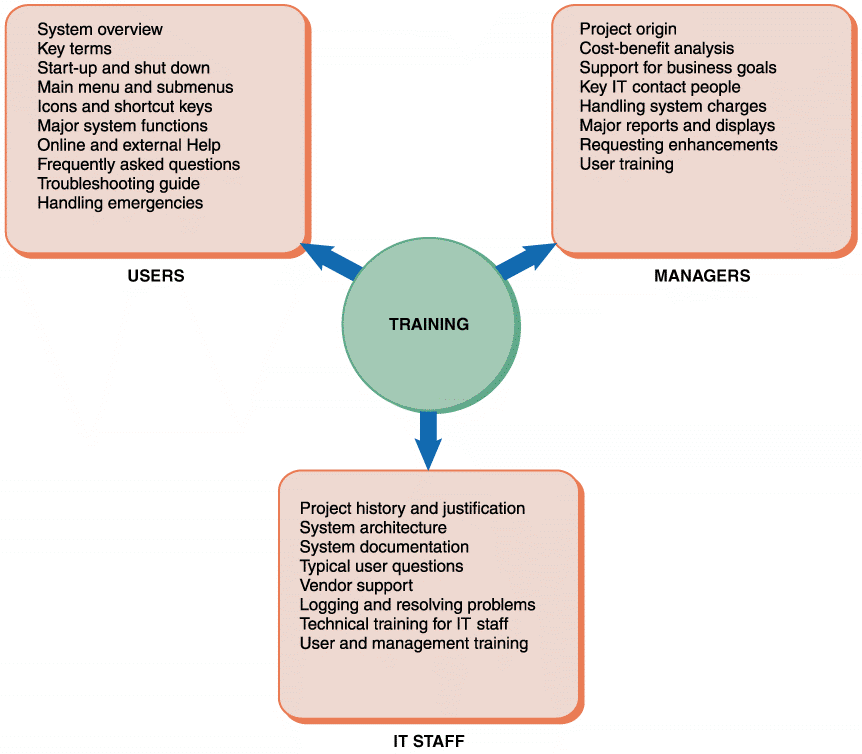 System overview
Key terms
Start-up and shut down
Main menu and submenus
Icons and shortcut keys
Major system functions
Online and external Help
Frequently asked questions
Troubleshooting guide
Handling emergencies
USERS
Project origin
Cost-benefit analysis
Support for business goals
Key IT contact people
Handling system charges
Major reports and displays
Requesting enhancements
User training
MANAGERS
TRAINING
Project history and justification
System architecture
System documentation
Typical user questions
Vendor support
Logging and resolving problems
Technical training for IT staff
User and management training
IT STAFF